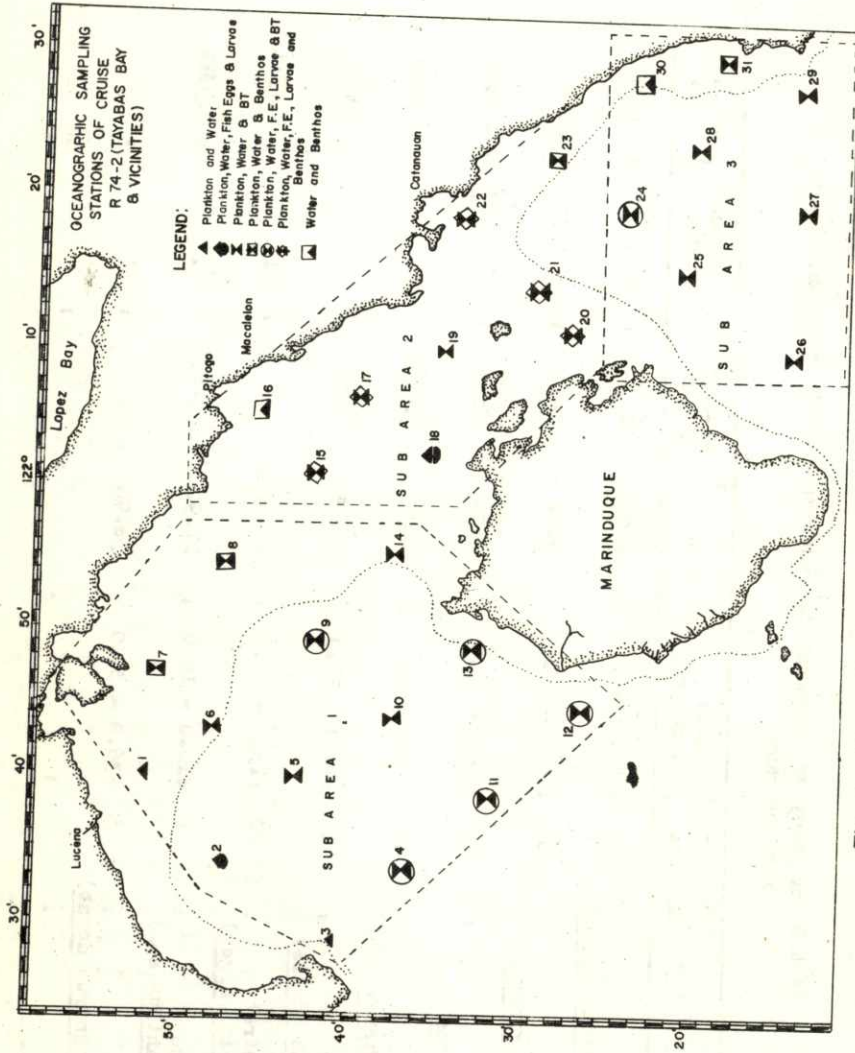 OCEANOGRAPHIC SAMPLING
STATIONS OF CRUISE
R 74-2 (TAYABAS BAY
& VICINITIES)
LEGEND:
Plankton and Water
Plankton, Water, Fish Eggs & Larvae
Plankton, Water & BT
Plankton, Water & Benthos
Plankton, Water, F.E., Larvae & BT
Plankton, Water, F.E., Larvae and
Benthos
Water and Benthos
30'
40'
50'
122°
10'
20'
30'
50'
40'
30'
20'
Lopez Bay
Lucena
Pitogo
Macalelon
Catanauan
MARINDUQUE
SUB AREA 1
SUB AREA 2
SUB AREA 3
1
2
3
4
5
6
7
8
9
10
11
12
13
14
15
16
17
18
19
20
21
22
23
24
25
26
27
28
29
30
31